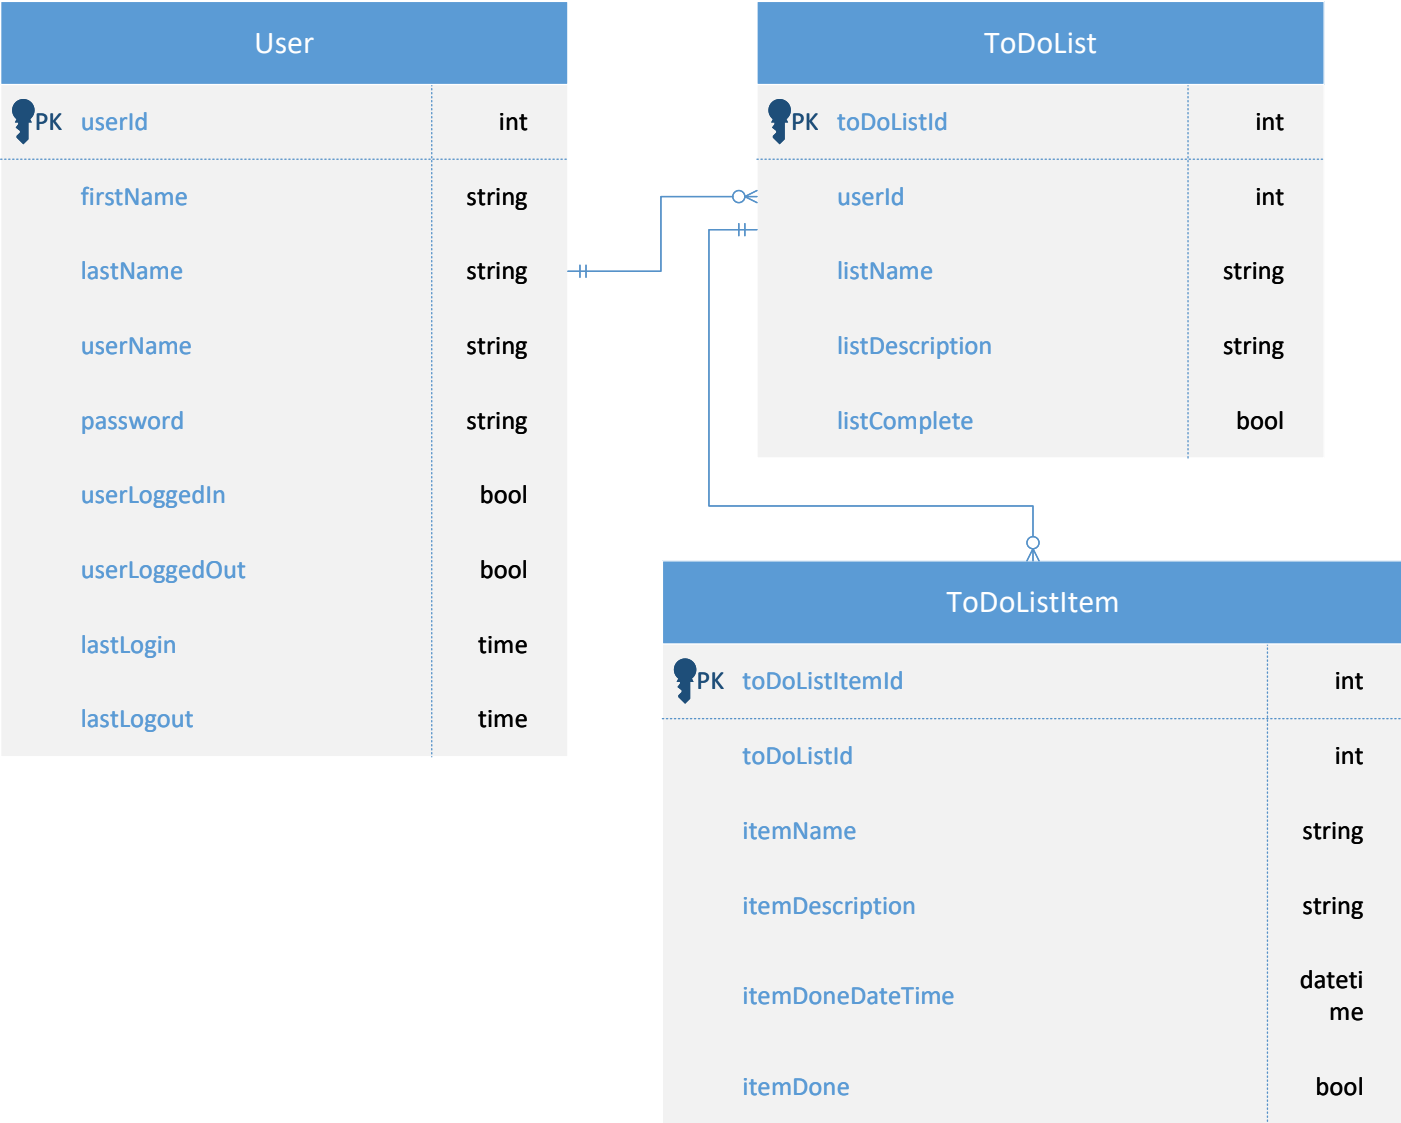 User
PK userId int
firstName string
lastName string
userName string
password string
userLoggedIn bool
userLoggedOut bool
lastLogin time
lastLogout time
ToDoList
PK toDoListId int
userId int
listName string
listDescription string
listComplete bool
ToDoListItem
PK toDoListItemId int
toDoListId int
itemName string
itemDescription string
itemDoneDateTime dateti
me
itemDone bool